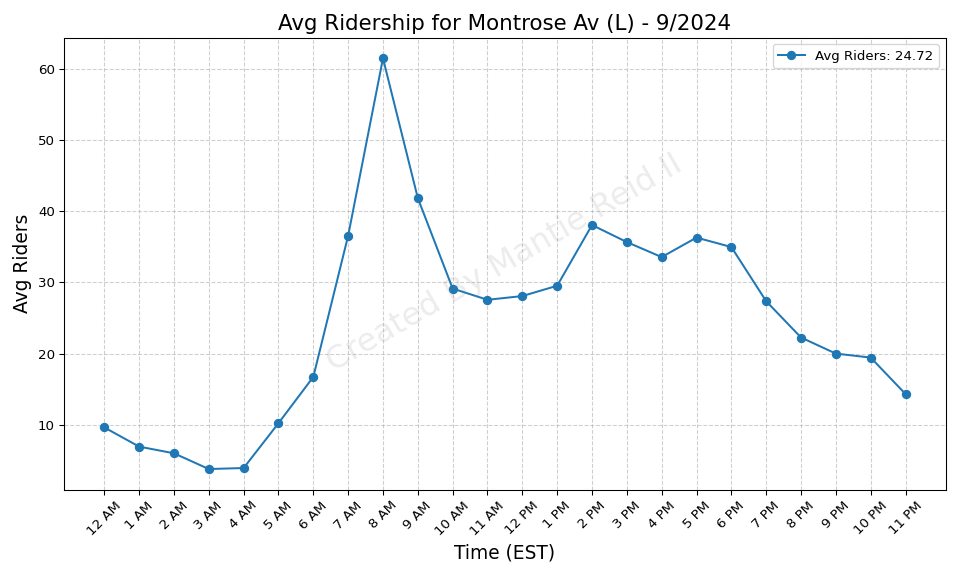 Avg Ridership for Montrose Av (L) - 9/2024
Avg Riders: 24.72
Avg Riders
60
50
40
30
20
10
Created By Mantie Reid II
12 AM
1 AM
2 AM
3 AM
4 AM
5 AM
6 AM
7 AM
8 AM
9 AM
10 AM
11 AM
12 PM
1 PM
2 PM
3 PM
4 PM
5 PM
6 PM
7 PM
8 PM
9 PM
10 PM
11 PM
Time (EST)